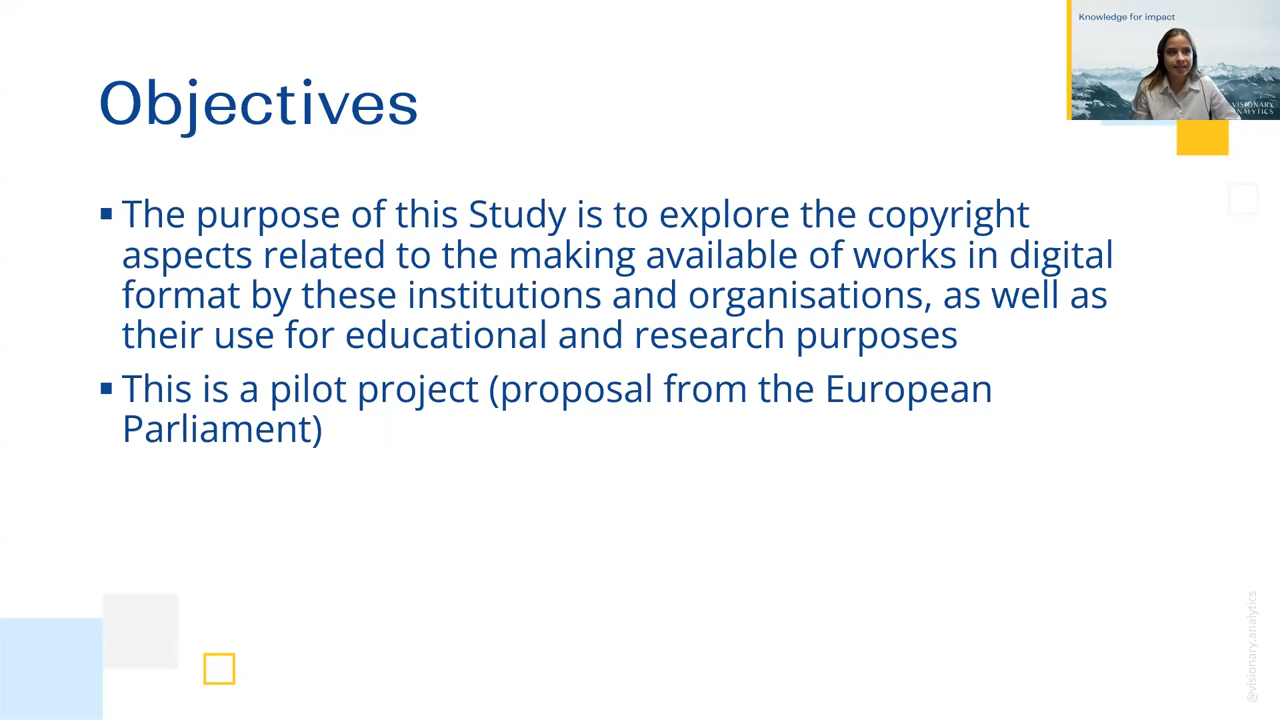 Knowledge for impact
VISIONARY
ANALYTICS
Objectives
The purpose of this Study is to explore the copyright
aspects related to the making available of works in digital
format by these institutions and organisations, as well as
their use for educational and research purposes
This is a pilot project (proposal from the European
Parliament)
@visionary.analytics